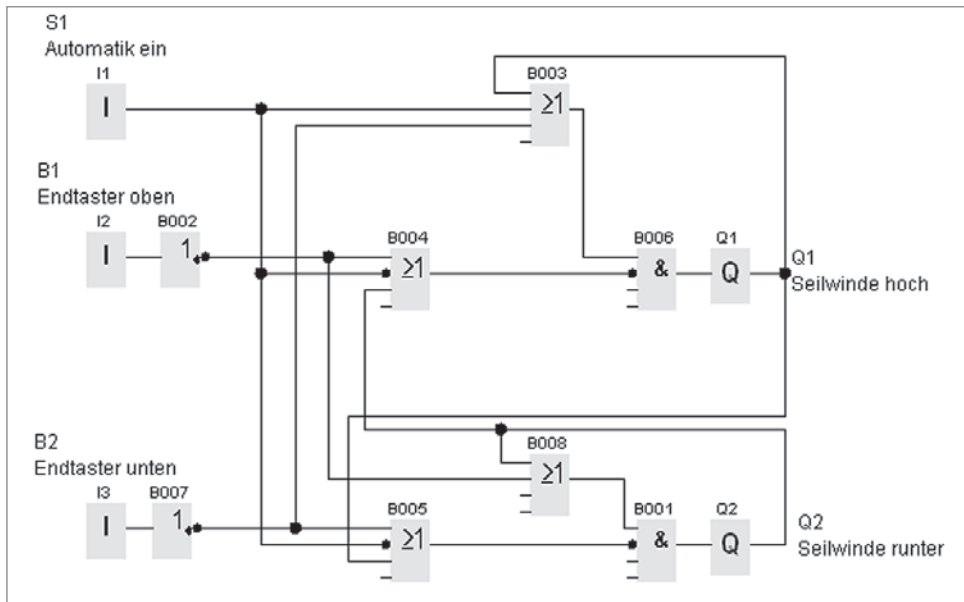 S1
Automatik ein
I1
I
B003
≥1
B1
Endtaster oben
I2
I
B002
1
B004
≥1
B006
&
Q1
Q
Q1
Seilwinde hoch
B2
Endtaster unten
I3
I
B007
1
B005
≥1
B008
≥1
B001
&
Q2
Q
Q2
Seilwinde runter